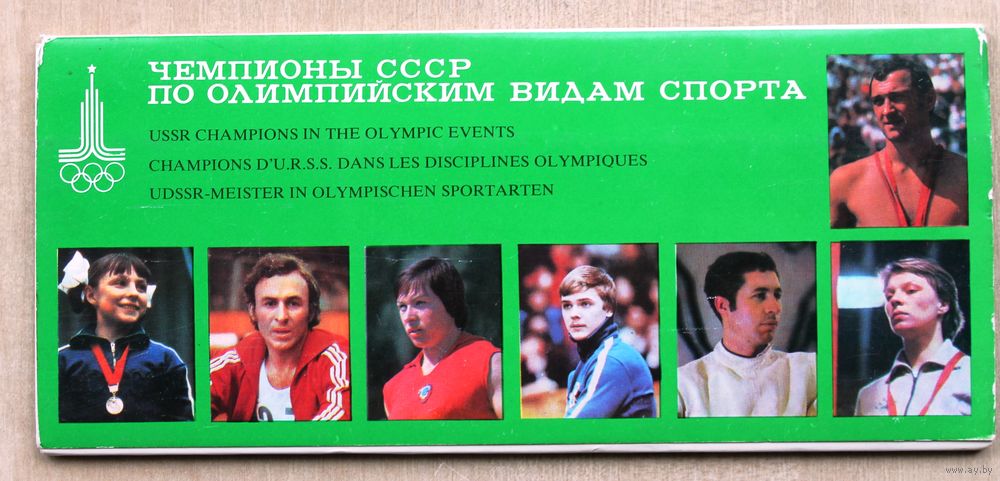 ЧЕМПИОНЫ СССР
ПО ОЛИМПИЙСКИМ ВИДАМ СПОРТА
USSR CHAMPIONS IN THE OLYMPIC EVENTS
CHAMPIONS D'U.R.S.S. DANS LES DISCIPLINES OLYMPIQUES
UDSSR-MEISTER IN OLYMPISCHEN SPORTARTEN
www.ay.by